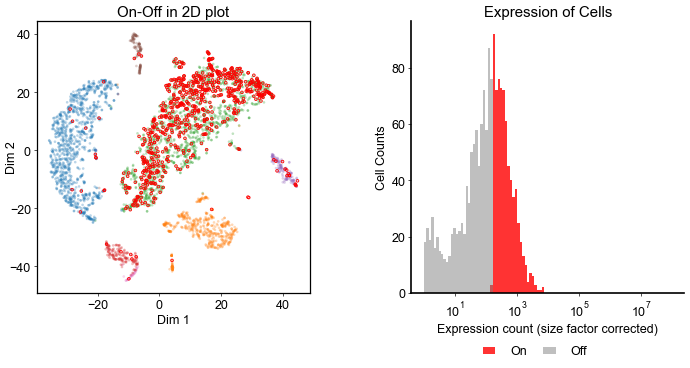 On-Off in 2D plot
Dim 2
40
20
0
−20
−40
−20
0
20
40
Dim 1
Expression of Cells
Cell Counts
80
60
40
20
0
10^1
10^3
10^5
10^7
Expression count (size factor corrected)
On
Off